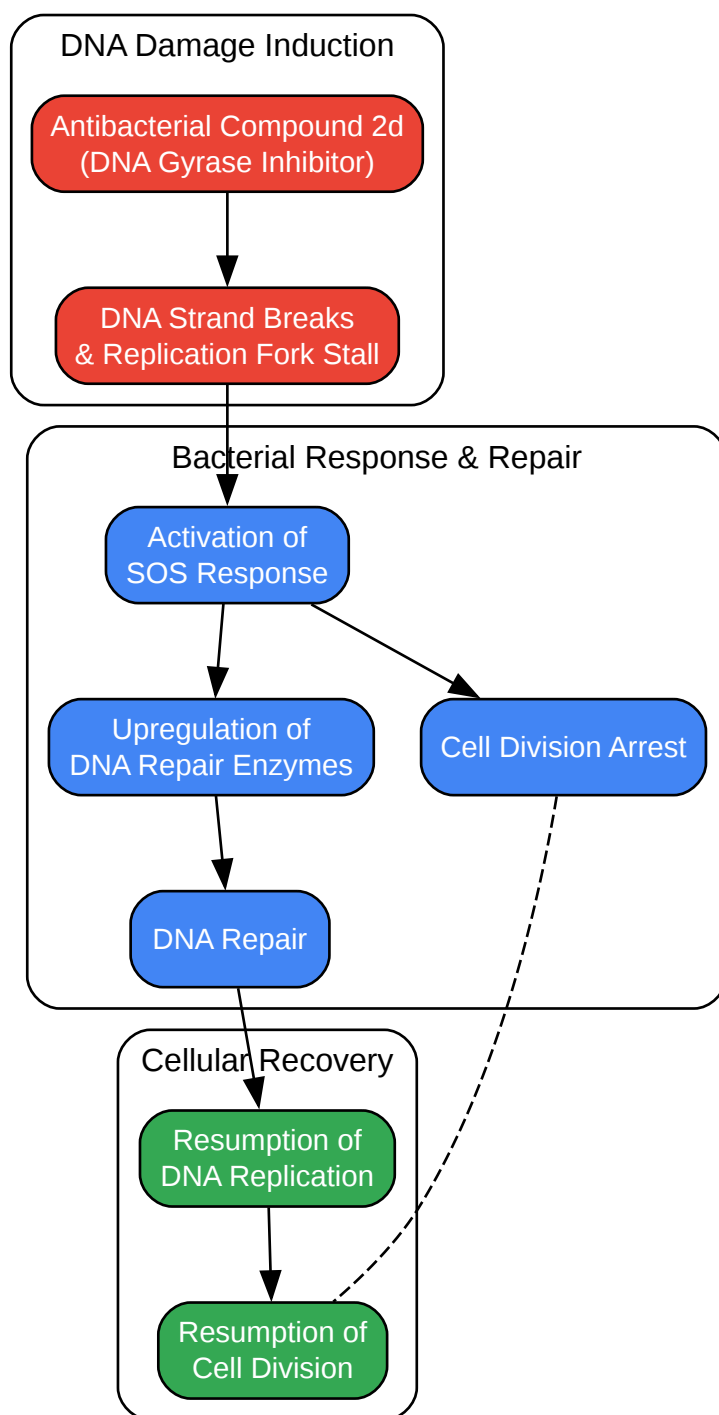 DNA Damage Induction
Antibacterial Compound 2d
(DNA Gyrase Inhibitor)
DNA Strand Breaks
& Replication Fork Stall
Bacterial Response & Repair
Activation of
SOS Response
Upregulation of
DNA Repair Enzymes
Cell Division Arrest
DNA Repair
Cellular Recovery
Resumption of
DNA Replication
Resumption of
Cell Division